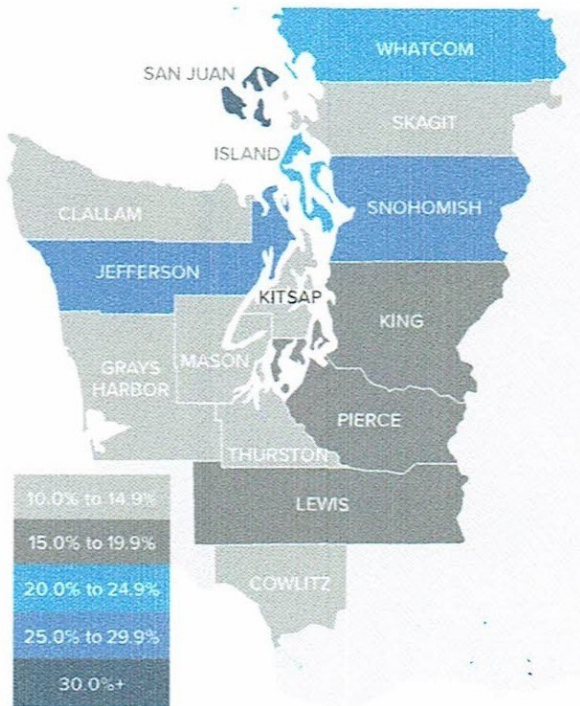 WHATCOM
SAN JUAN
SKAGIT
ISLAND
CLALLAM
SNOHOMISH
JEFFERSON
KITSAP
KING
GRAYS
HARBOR
MASON
PIERCE
THURSTON
LEWIS
COWLITZ
10.0% to 14.9%
15.0% to 19.9%
20.0% to 24.9%
25.0% to 29.9%
30.0%+